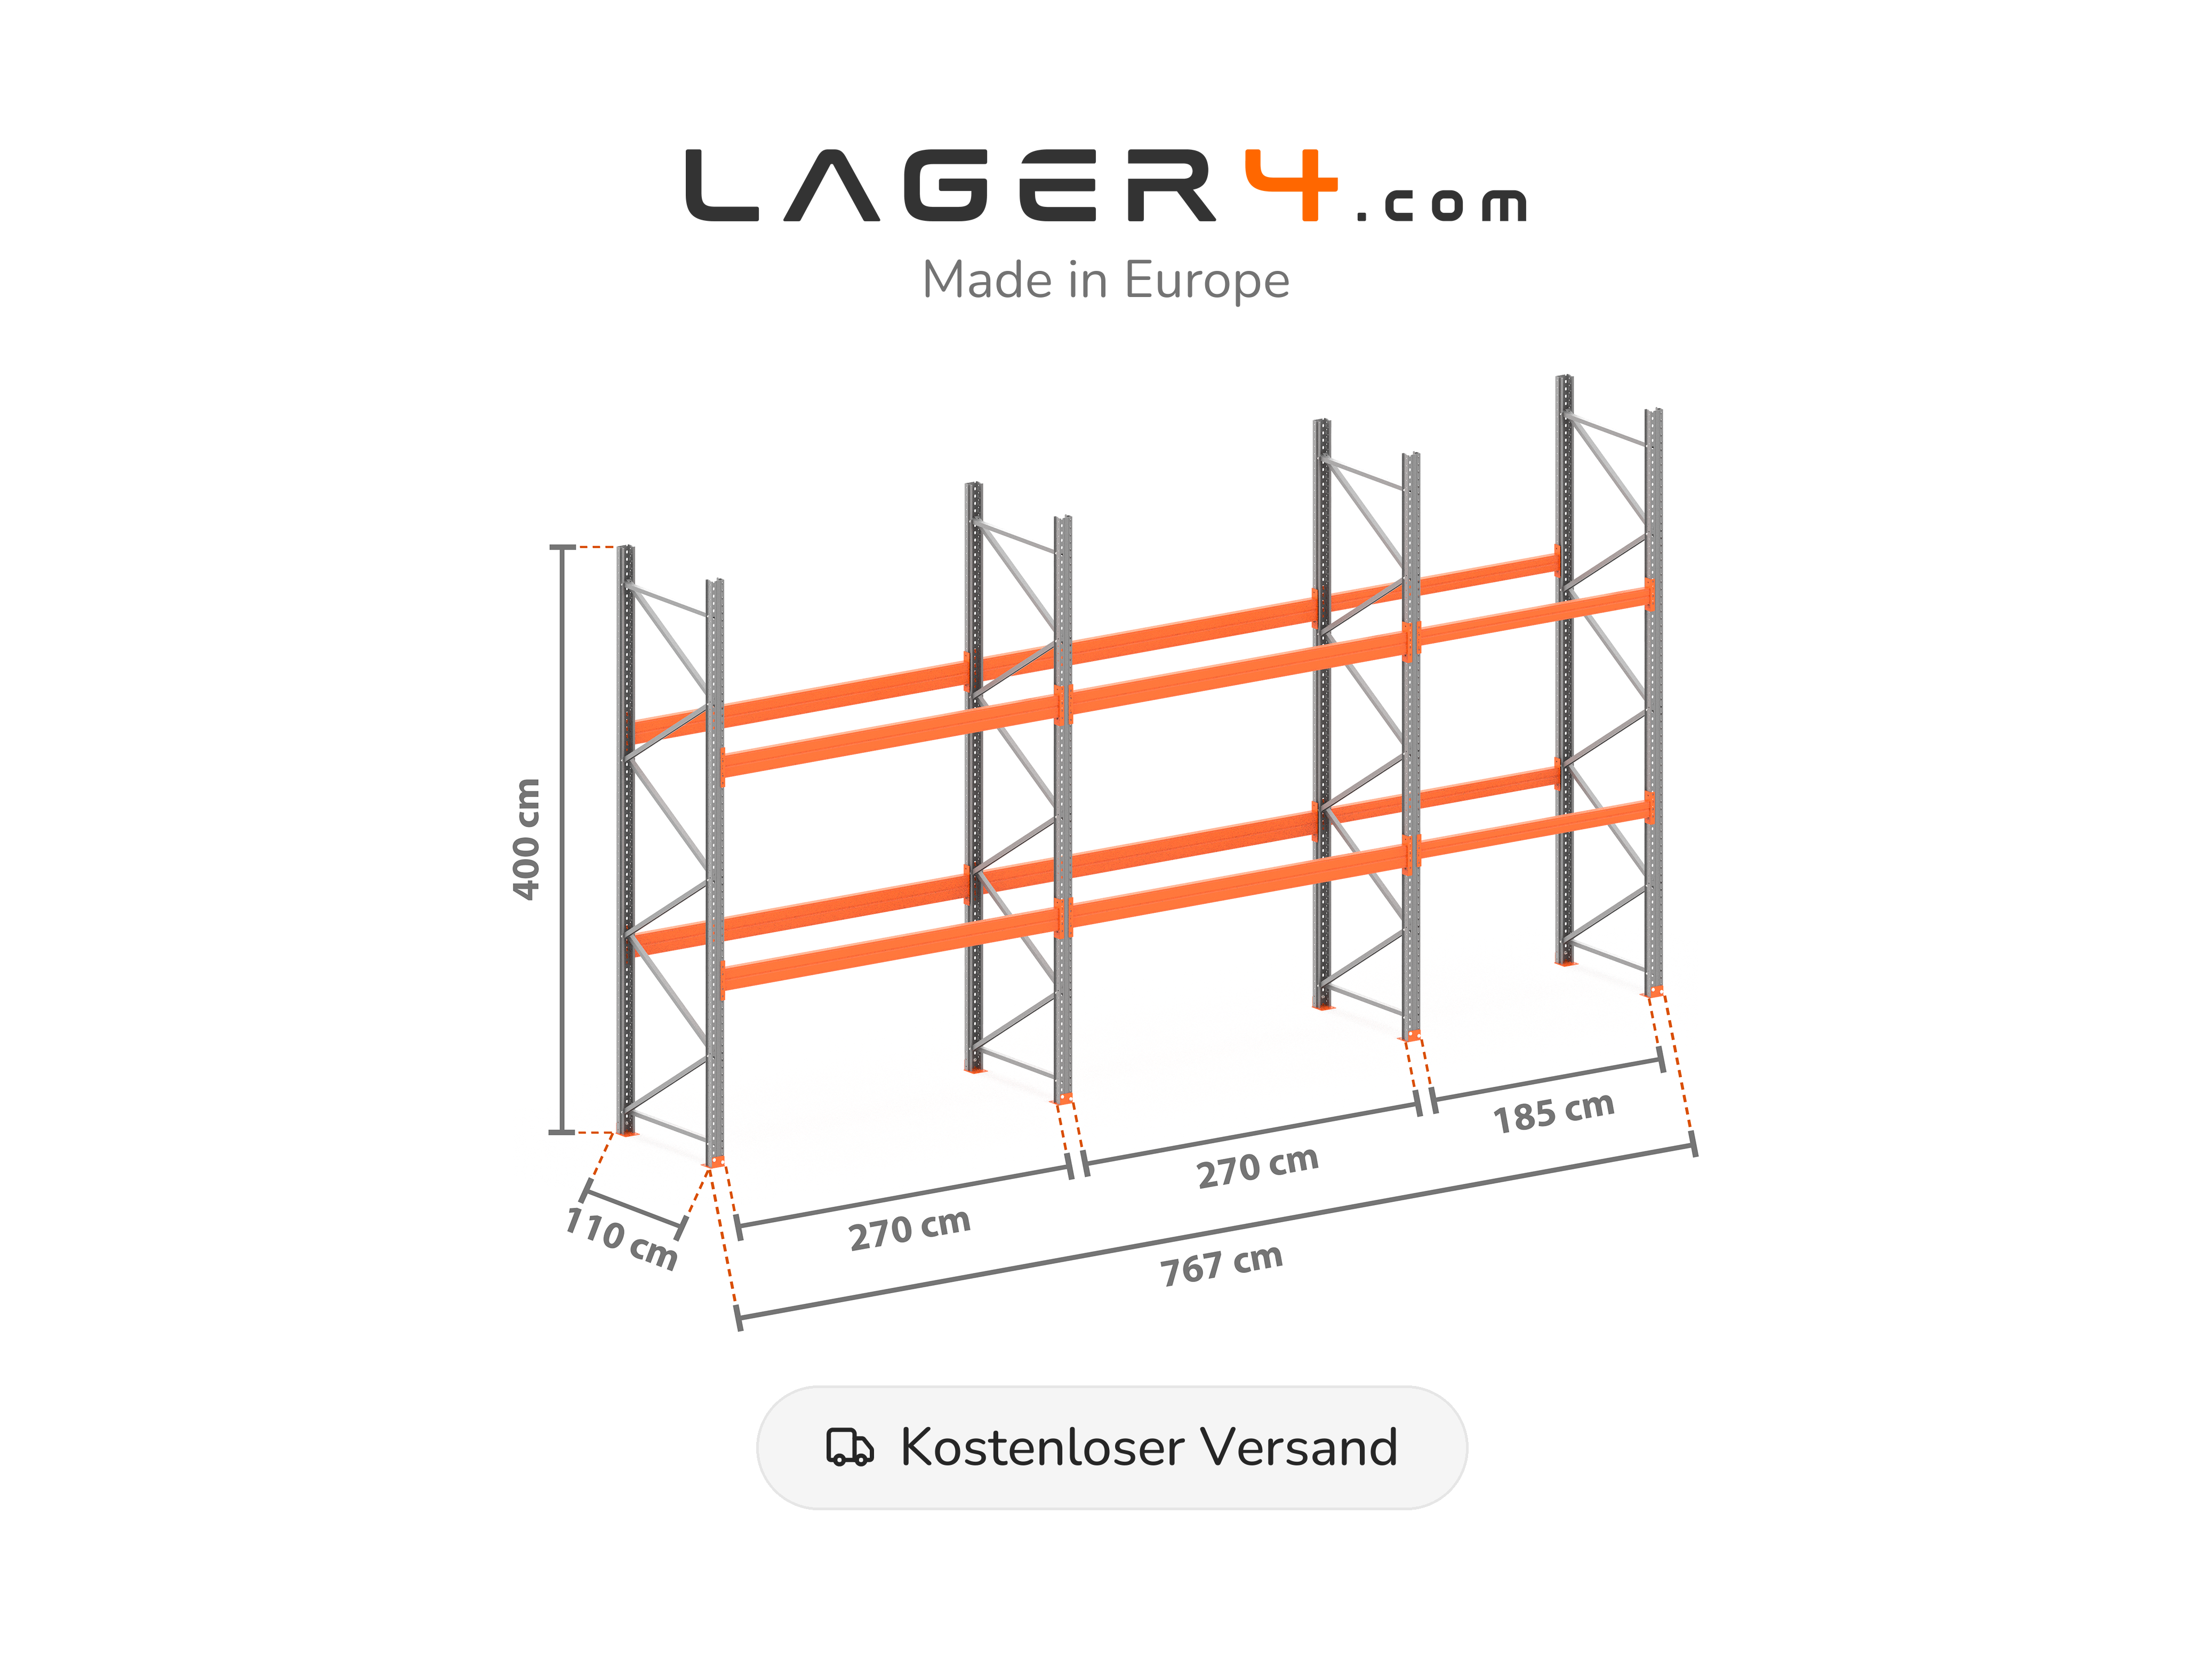 LAGER4.com
Made in Europe
400 cm
110 cm
270 cm
270 cm
185 cm
767 cm
Kostenloser Versand